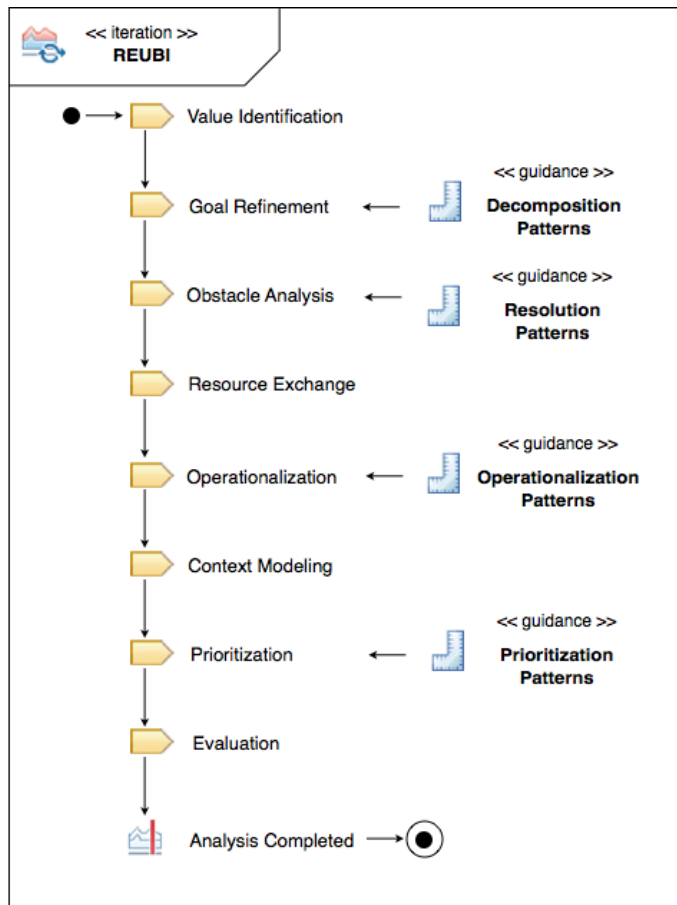 << iteration >>
REUBI
Value Identification
<< guidance >>
Goal Refinement
Decomposition
Patterns
<< guidance >>
Obstacle Analysis
Resolution
Patterns
Resource Exchange
<< guidance >>
Operationalization
Operationalization
Patterns
Context Modeling
<< guidance >>
Prioritization
Prioritization
Patterns
Evaluation
Analysis Completed